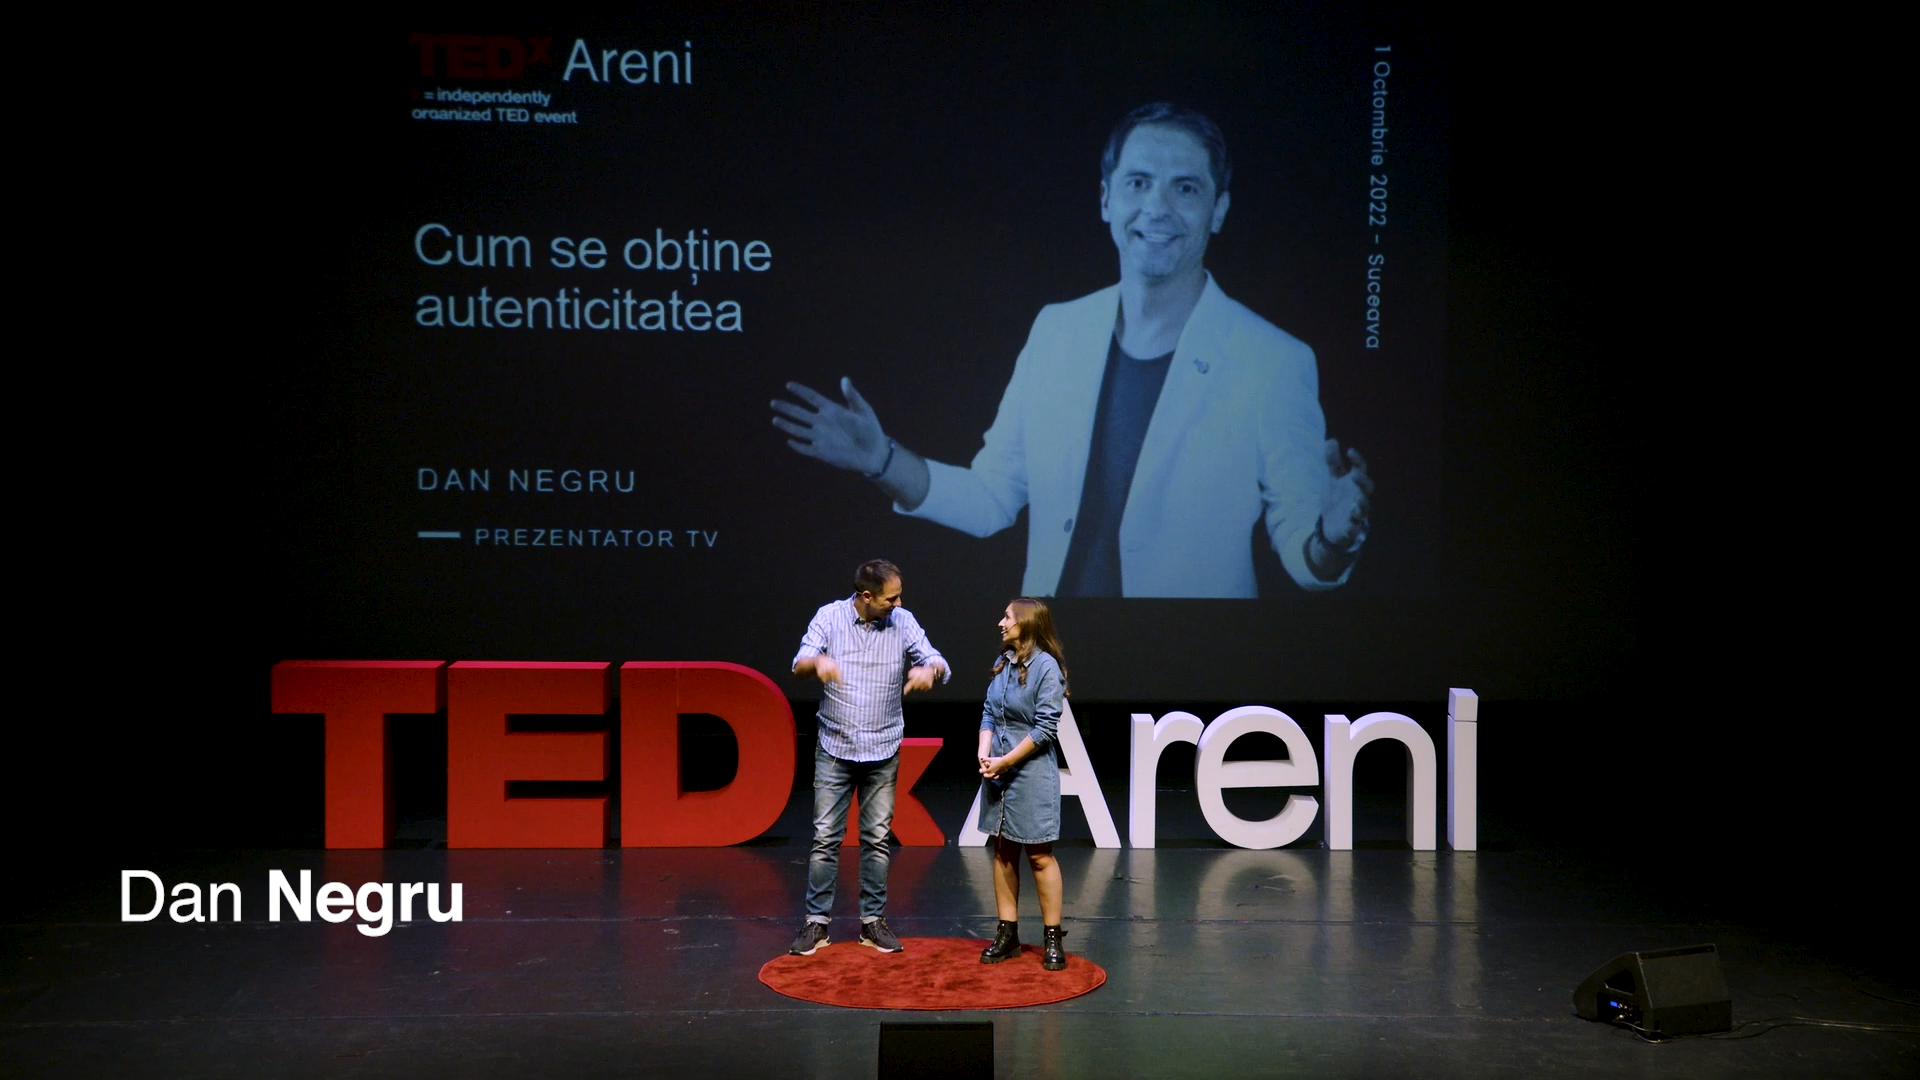 TEDx Areni
= independently
organized TED event
1 Octombrie 2022 – Suceava
Cum se obține
autenticitatea
DAN NEGRU
PREZENTATOR TV
TEDx Areni
Dan Negru